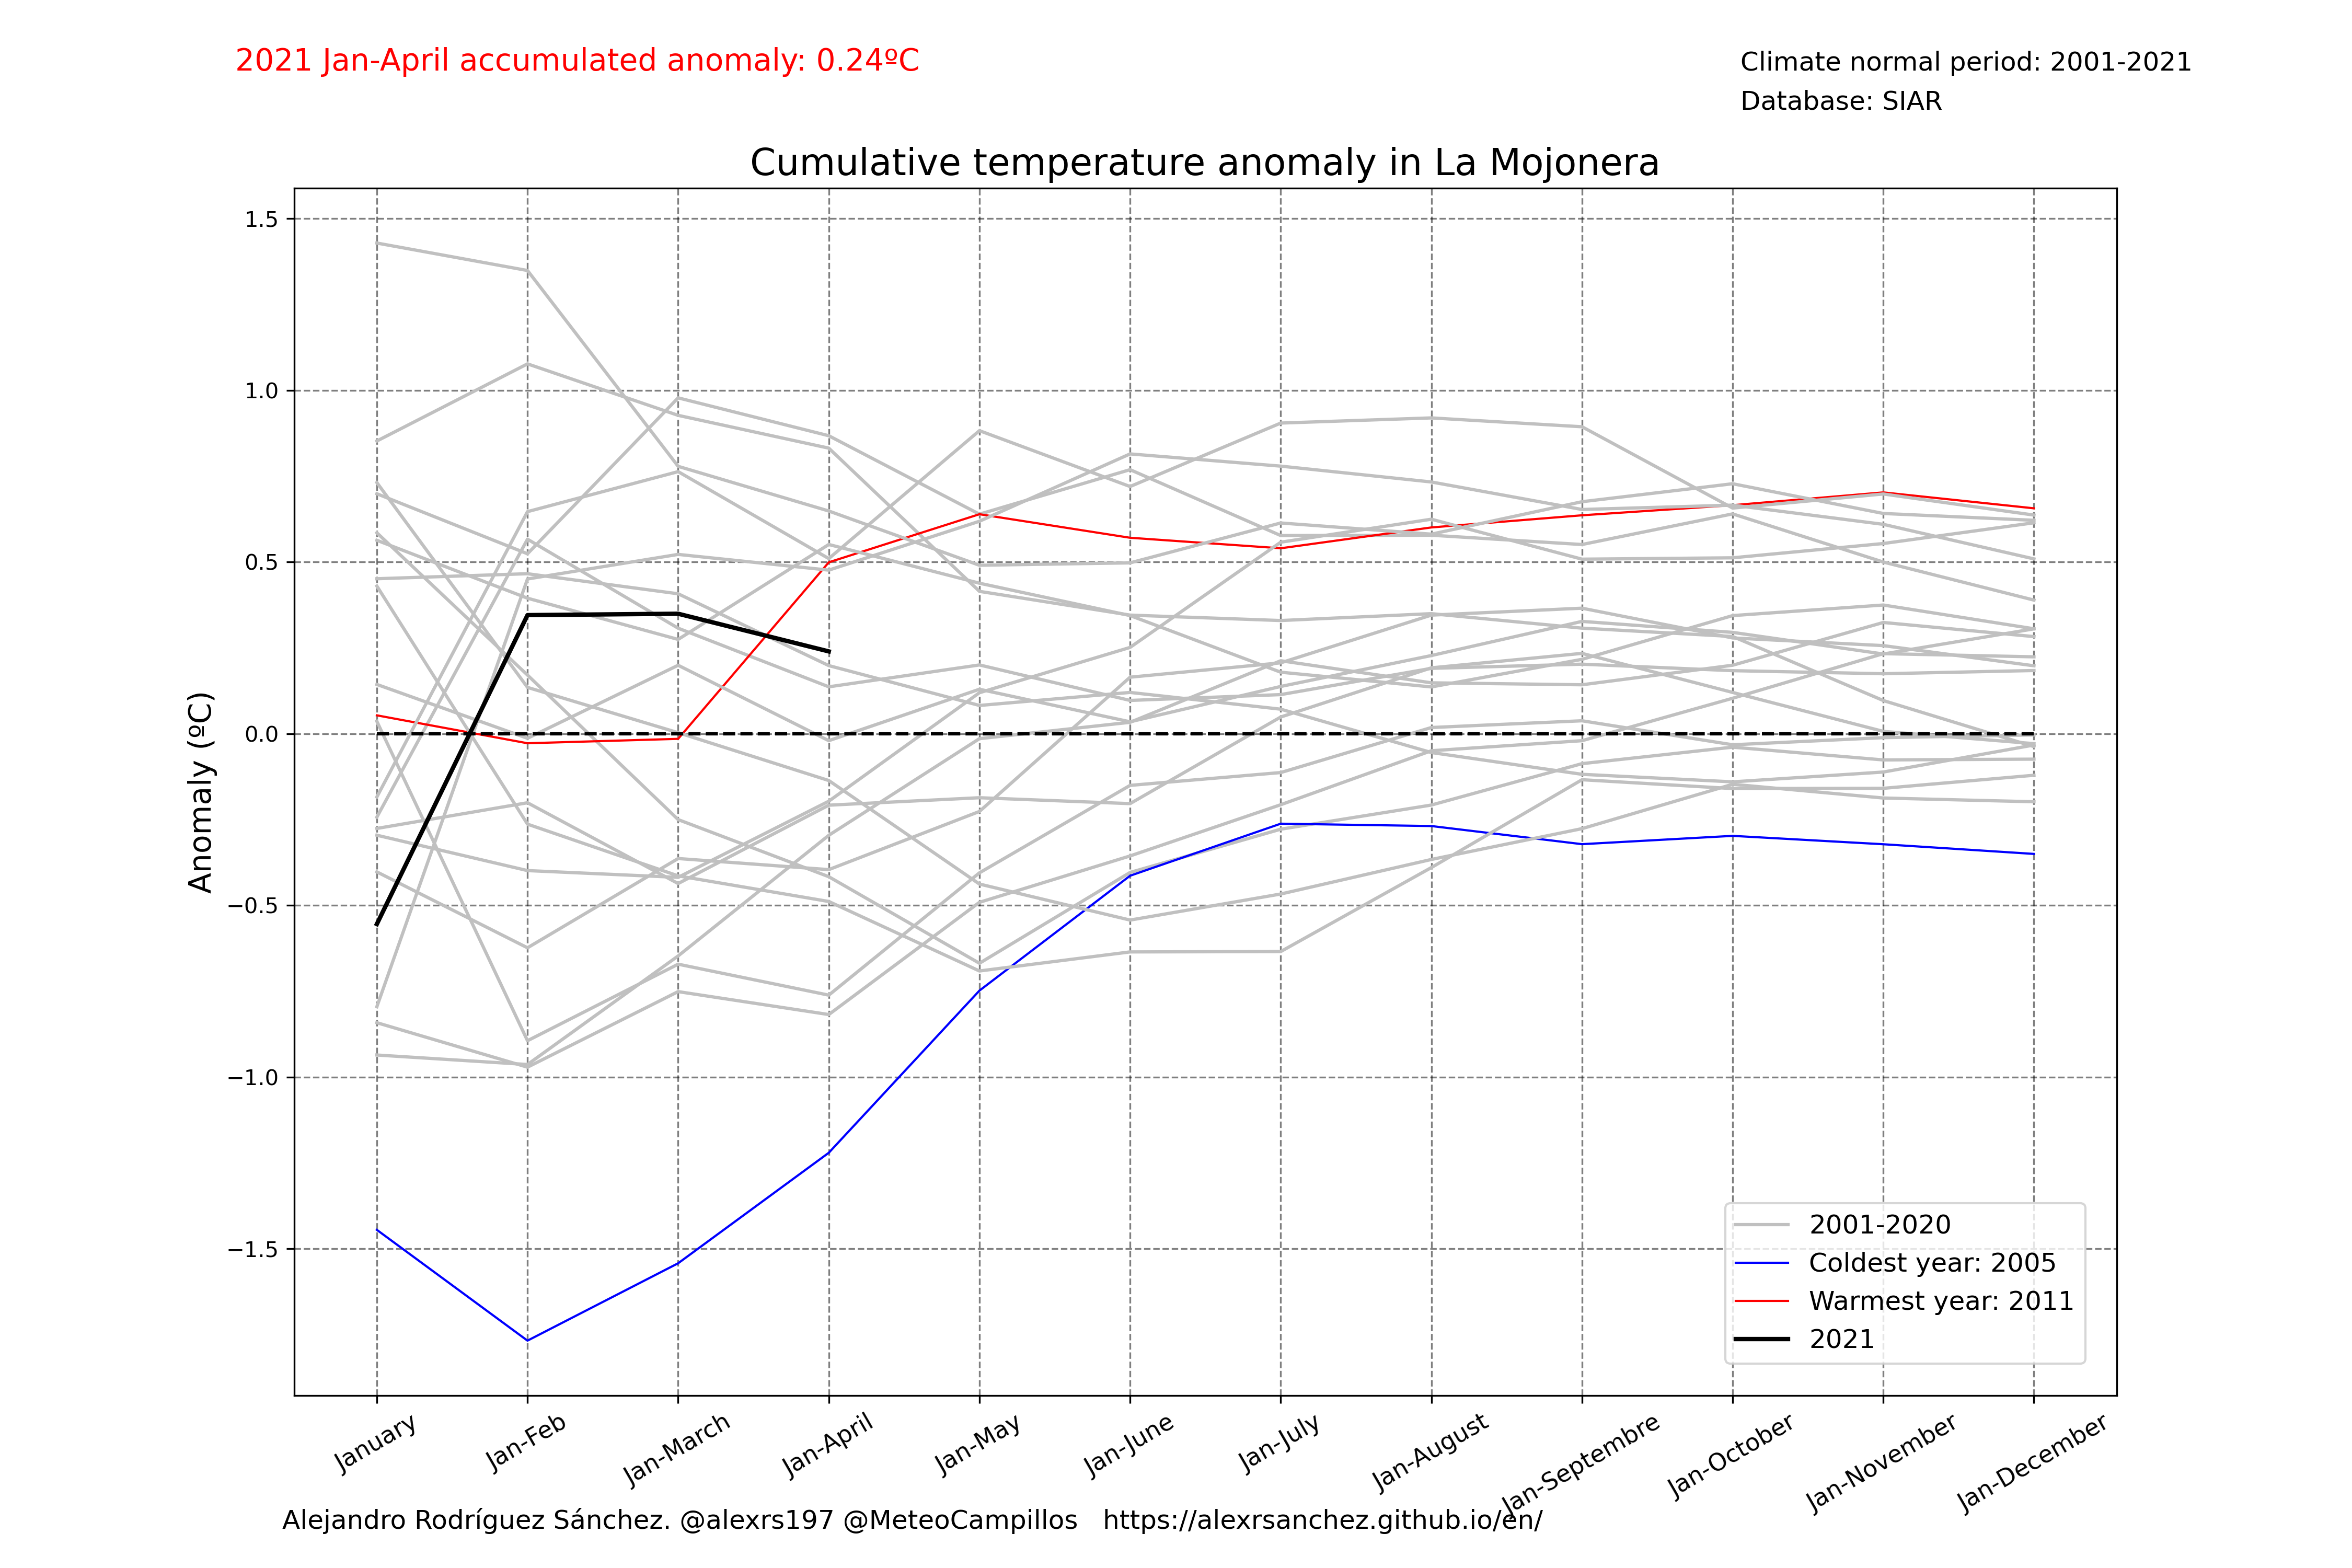 2021 Jan-April accumulated anomaly: 0.24ºC
Climate normal period: 2001-2021
Database: SIAR
Cumulative temperature anomaly in La Mojonera
Anomaly (ºC)
1.5
1.0
0.5
0.0
−0.5
−1.0
−1.5
2001-2020
Coldest year: 2005
Warmest year: 2011
2021
January
Jan-Feb
Jan-March
Jan-April
Jan-May
Jan-June
Jan-July
Jan-August
Jan-Septembre
Jan-October
Jan-November
Jan-December
Alejandro Rodríguez Sánchez. @alexrs197 @MeteoCampillos https://alexrsanchez.github.io/en/